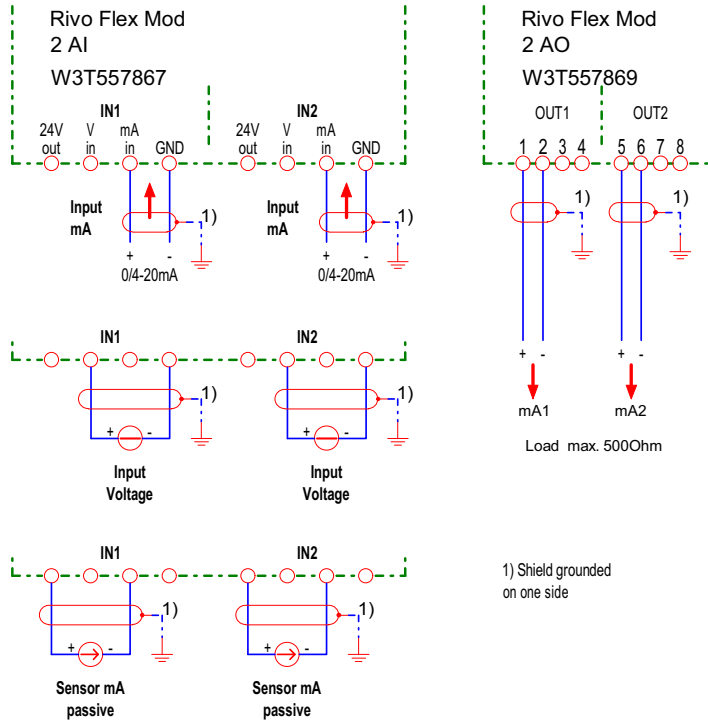 Rivo Flex Mod
2 AI
W3T557867
IN1 IN2
24V V mA 24V V mA
out in in GND out in in GND
Input 1) Input 1)
mA mA
+ - + -
0/4-20mA 0/4-20mA
IN1 IN2
1) 1)
+ - + -
Input Input
Voltage Voltage
IN1 IN2
1) 1)
+ - + -
Sensor mA Sensor mA
passive passive
Rivo Flex Mod
2 AO
W3T557869
OUT1 OUT2
1 2 3 4 5 6 7 8
1) 1)
+ - + -
mA1 mA2
Load max. 500Ohm
1) Shield grounded
on one side